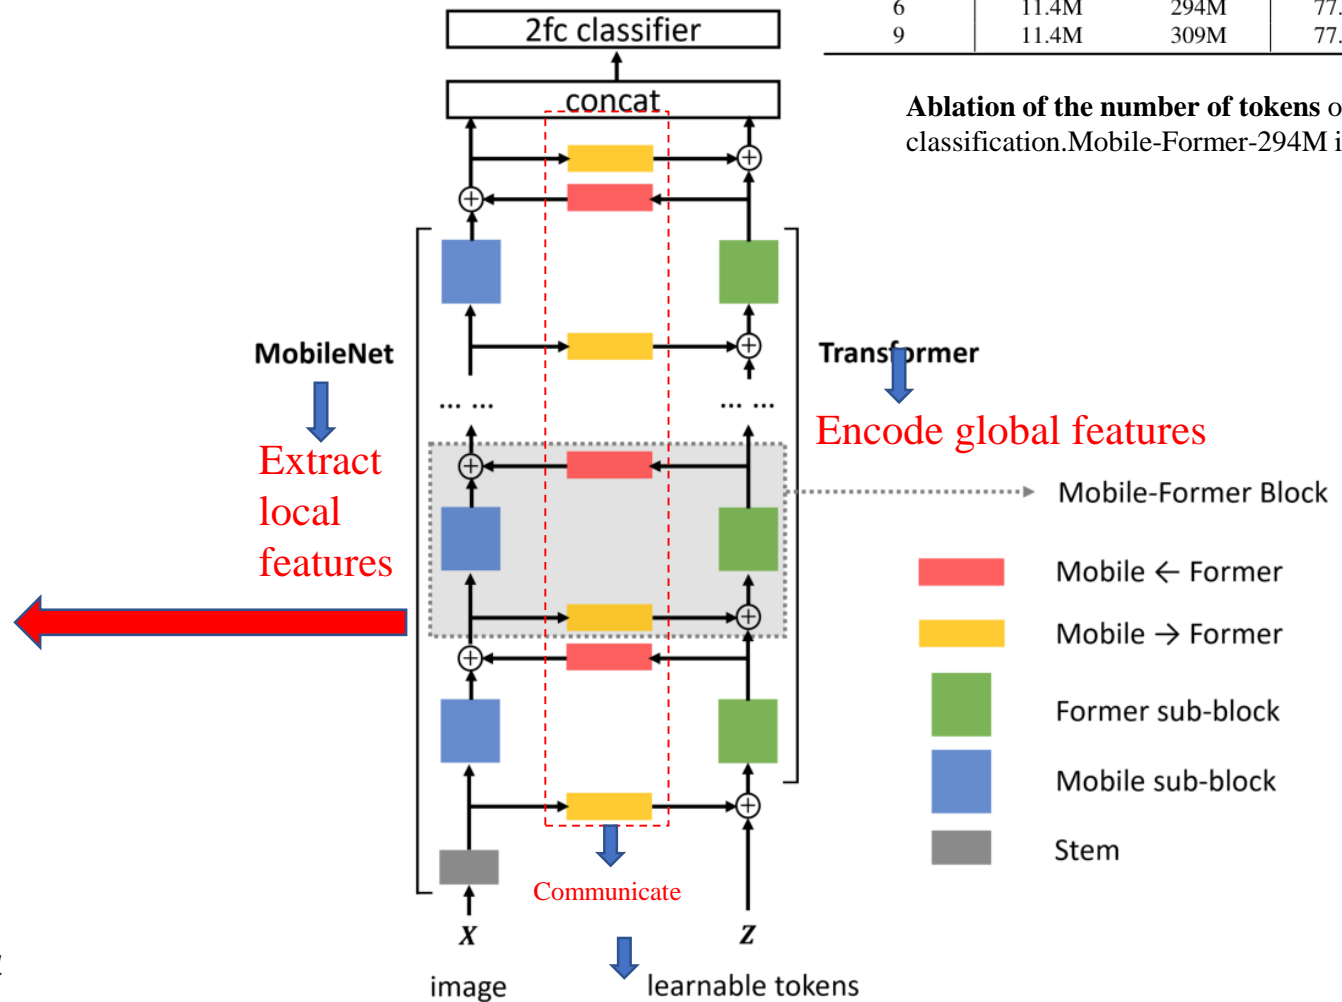 2fc classifier
concat
6 11.4M 294M 77.
9 11.4M 309M 77.
Ablation of the number of tokens o
classification.Mobile-Former-294M i
MobileNet
Extract
local
features
Transformer
Encode global features
... ...
... ...
Mobile-Former Block
Mobile ← Former
Mobile → Former
Former sub-block
Mobile sub-block
Stem
Communicate
X
Z
image
learnable tokens